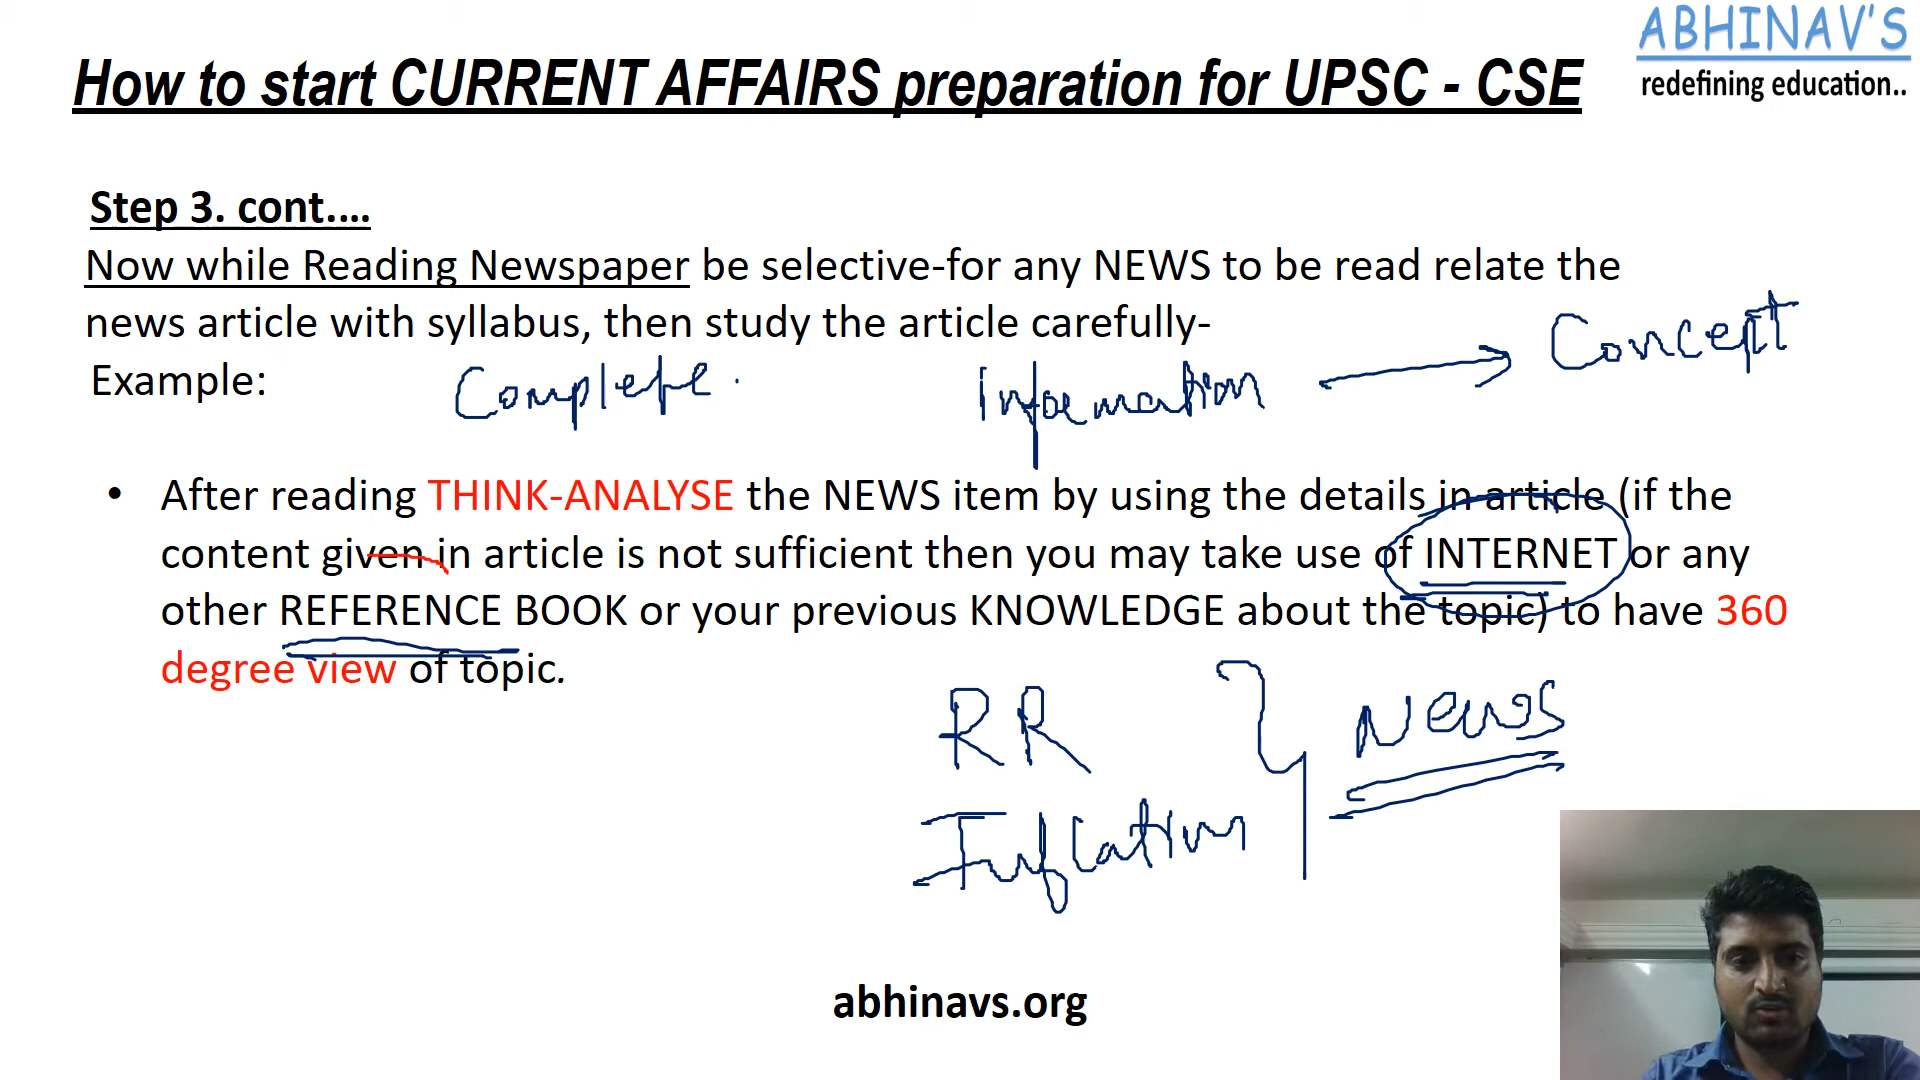 ABHINAV'S
redefining education..
How to start CURRENT AFFAIRS preparation for UPSC - CSE
Step 3. cont....
Now while Reading Newspaper be selective-for any NEWS to be read relate the
news article with syllabus, then study the article carefully-
Example:
Complete. Information Concept
• After reading THINK-ANALYSE the NEWS item by using the details in article (if the
content given in article is not sufficient then you may take use of INTERNET or any
other REFERENCE BOOK or your previous KNOWLEDGE about the topic) to have 360
degree view of topic.
RR News
Inflation
abhinavs.org